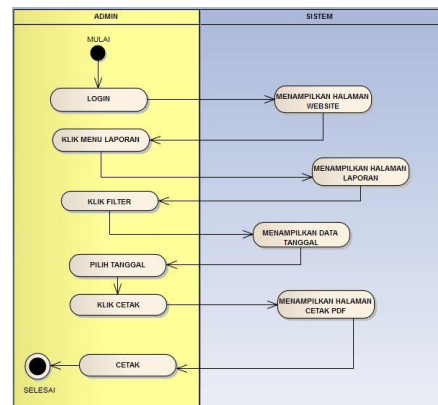 ADMIN
SISTEM
MULAI
LOGIN
MENAMPILKAN HALAMAN
WEBSITE
KLIK MENU LAPORAN
MENAMPILKAN HALAMAN
LAPORAN
KLIK FILTER
MENAMPILKAN DATA
TANGGAL
PILIH TANGGAL
KLIK CETAK
MENAMPILKAN HALAMAN
CETAK PDF
CETAK
SELESAI